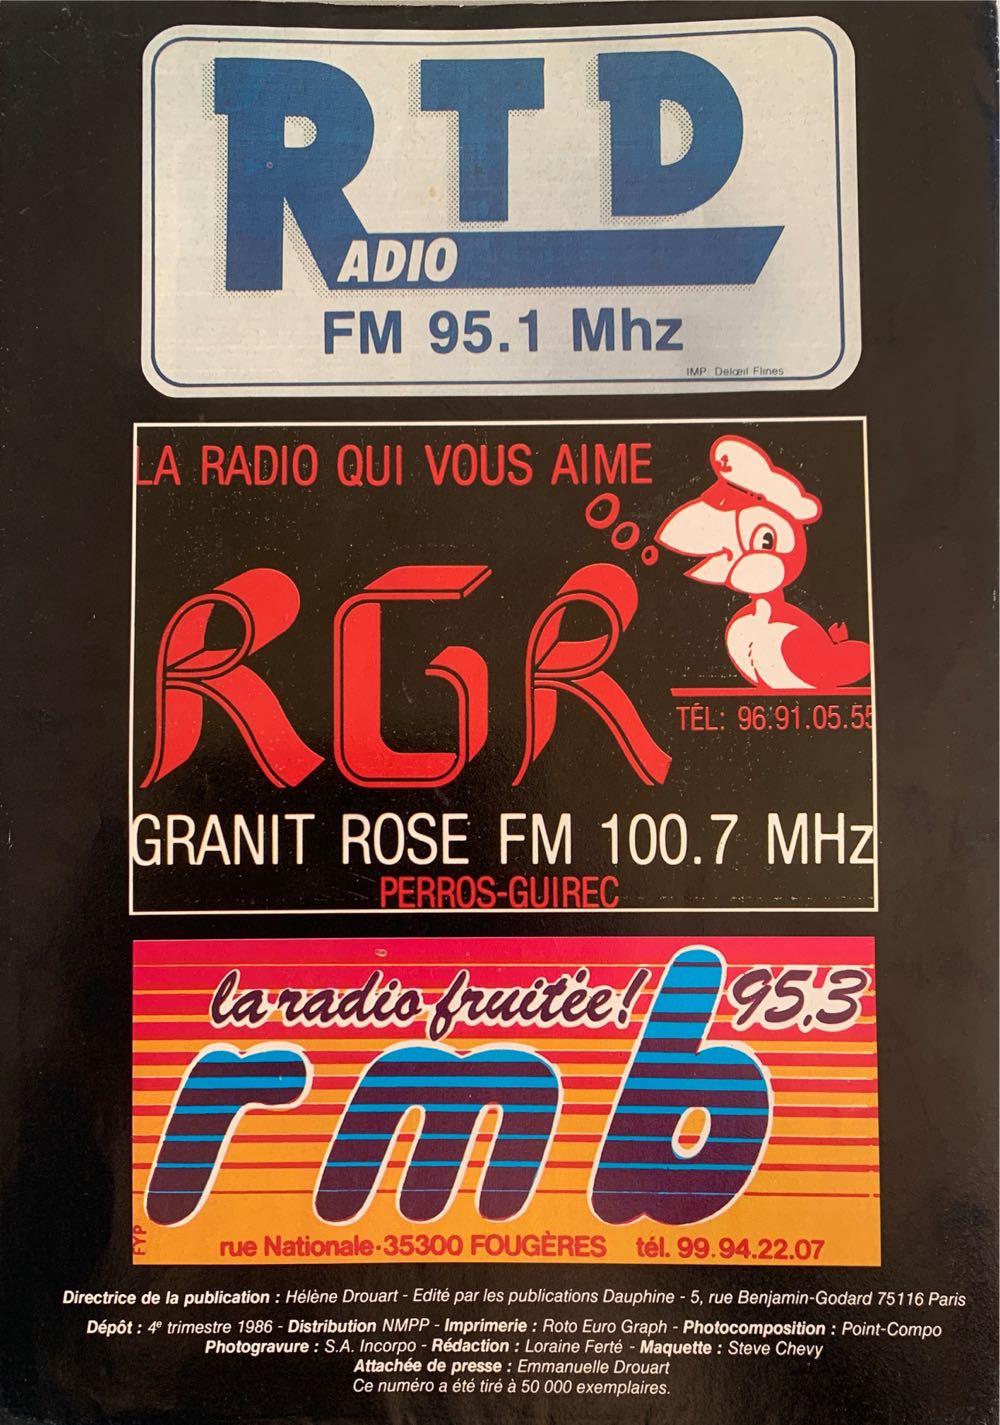 RTD
RADIO
FM 95.1 Mhz
IMP. Delœil Flines
LA RADIO QUI VOUS AIME
RGR
TÉL: 96.91.05.55
GRANIT ROSE FM 100.7 MHz
PERROS-GUIREC
la radio fruitée! 95.3
rmb
FYP
rue Nationale-35300 FOUGÈRES tél. 99.94.22.07
Directrice de la publication : Hélène Drouart - Edité par les publications Dauphine - 5, rue Benjamin-Godard 75116 Paris
Dépôt : 4e trimestre 1986 - Distribution NMPP - Imprimerie : Roto Euro Graph - Photocomposition : Point-Compo
Photogravure : S.A. Incorpo - Rédaction : Loraine Ferté - Maquette : Steve Chevy
Attachée de presse : Emmanuelle Drouart
Ce numéro a été tiré à 50 000 exemplaires.